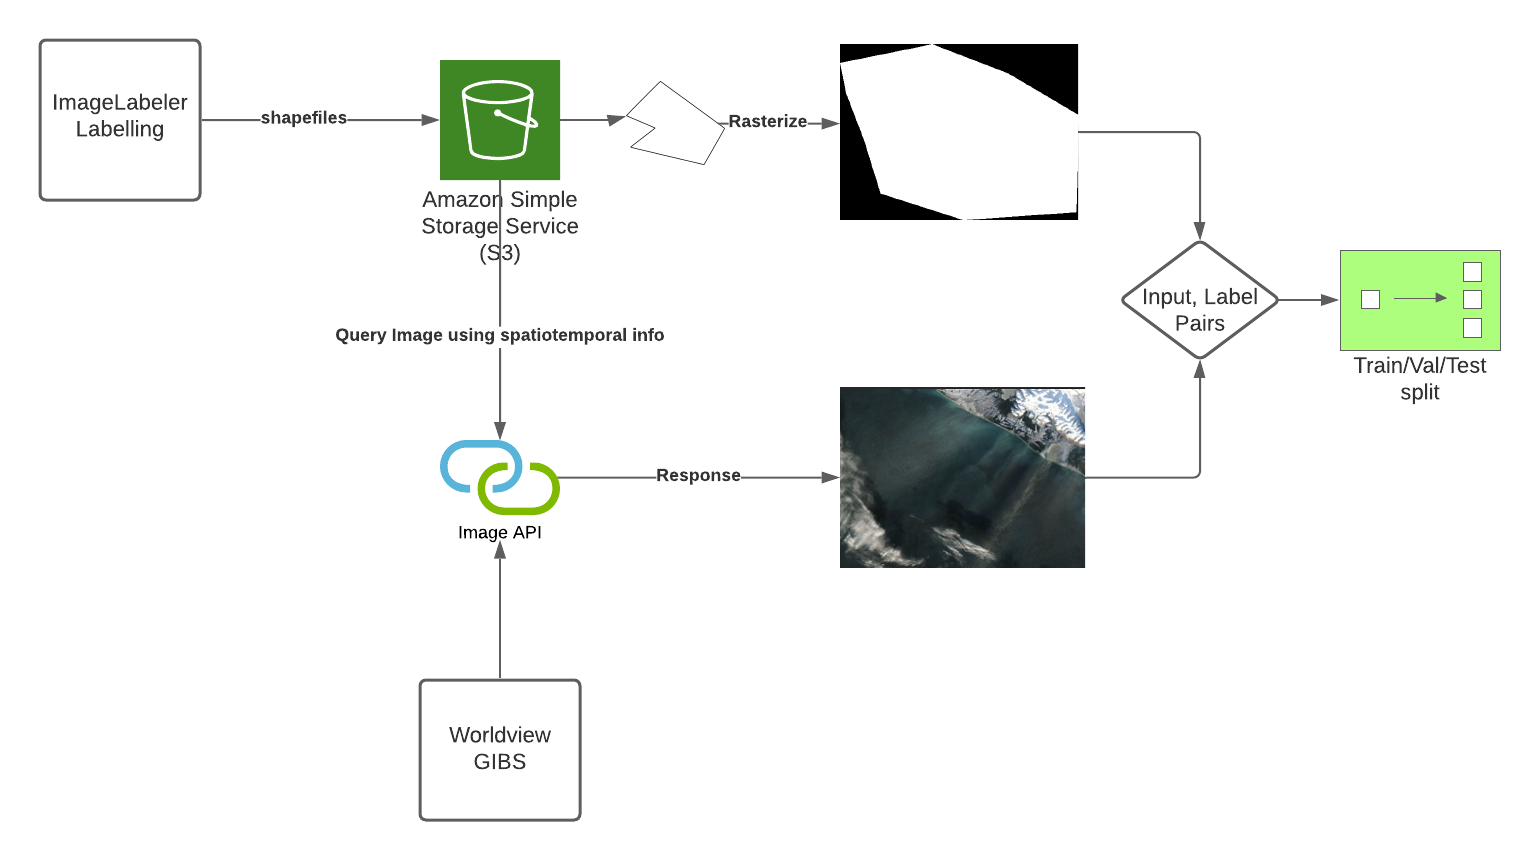 ImageLabeler
Labelling
shapefiles
Rasterize
Amazon Simple
Storage Service
(S3)
Input, Label
Pairs
Query Image using spatiotemporal info
Train/Val/Test
split
Response
Image API
Worldview
GIBS